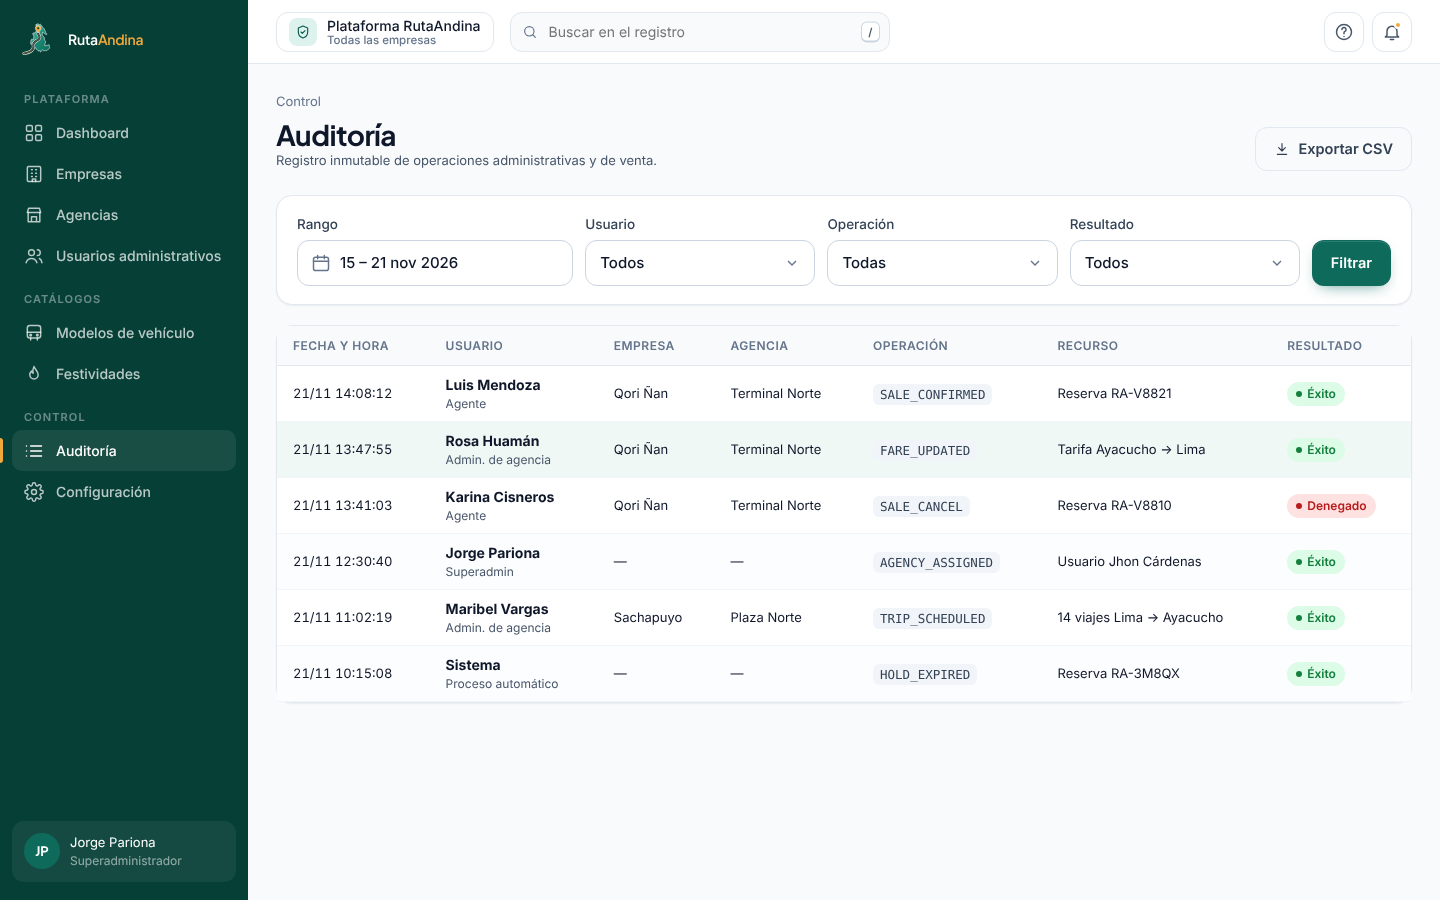 RutaAndina
PLATAFORMA
Dashboard
Empresas
Agencias
Usuarios administrativos
CATÁLOGOS
Modelos de vehículo
Festividades
CONTROL
Auditoría
Configuración
JP
Jorge Pariona
Superadministrador
Plataforma RutaAndina
Todas las empresas
Buscar en el registro
/
Control
Auditoría
Registro inmutable de operaciones administrativas y de venta.
Exportar CSV
Rango
Usuario
Operación
Resultado
15 – 21 nov 2026
Todos
Todas
Todos
Filtrar
FECHA Y HORA USUARIO EMPRESA AGENCIA OPERACIÓN RECURSO RESULTADO
21/11 14:08:12 Luis Mendoza Qori Ñan Terminal Norte SALE_CONFIRMED Reserva RA-V8821 Éxito
Agente
21/11 13:47:55 Rosa Huamán Qori Ñan Terminal Norte FARE_UPDATED Tarifa Ayacucho → Lima Éxito
Admin. de agencia
21/11 13:41:03 Karina Cisneros Qori Ñan Terminal Norte SALE_CANCEL Reserva RA-V8810 Denegado
Agente
21/11 12:30:40 Jorge Pariona — — AGENCY_ASSIGNED Usuario Jhon Cárdenas Éxito
Superadmin
21/11 11:02:19 Maribel Vargas Sachapuyo Plaza Norte TRIP_SCHEDULED 14 viajes Lima → Ayacucho Éxito
Admin. de agencia
21/11 10:15:08 Sistema — — HOLD_EXPIRED Reserva RA-3M8QX Éxito
Proceso automático